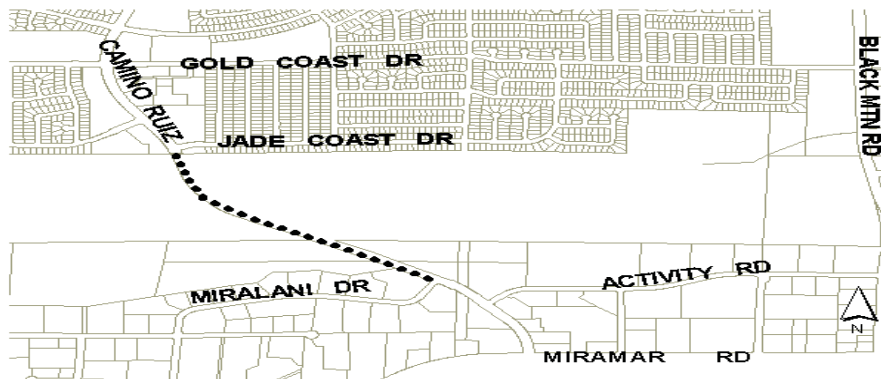 CAMINO RUIZ
GOLD COAST DR
BLACK MTN RD
JADE COAST DR
ACTIVITY RD
MIRALANI DR
N
MIRAMAR RD